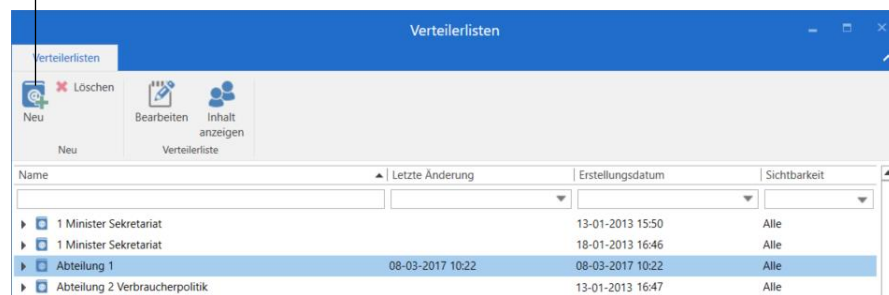 Verteilerlisten
Verteilerlisten
Löschen
Neu Bearbeiten Inhalt anzeigen
Neu Verteilerliste
Name Letzte Änderung Erstellungsdatum Sichtbarkeit
1 Minister Sekretariat 13-01-2013 15:50 Alle
1 Minister Sekretariat 18-01-2013 16:46 Alle
Abteilung 1 08-03-2017 10:22 08-03-2017 10:22 Alle
Abteilung 2 Verbraucherpolitik 13-01-2013 16:47 Alle